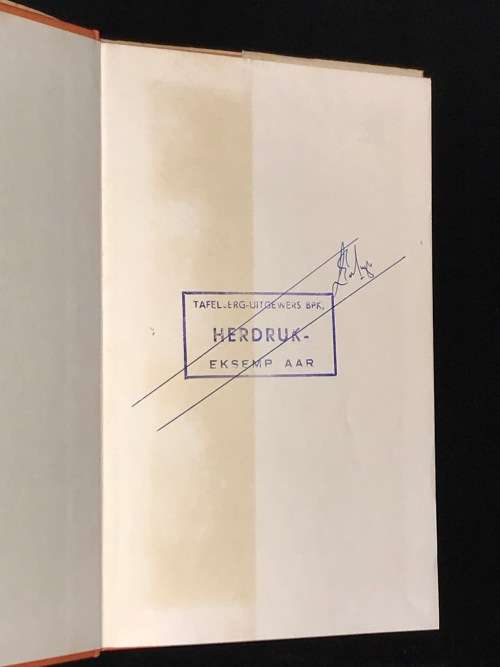 TAFELBERG-UITGEWERS BPK.
HERDRUK-
EKSEMP AAR